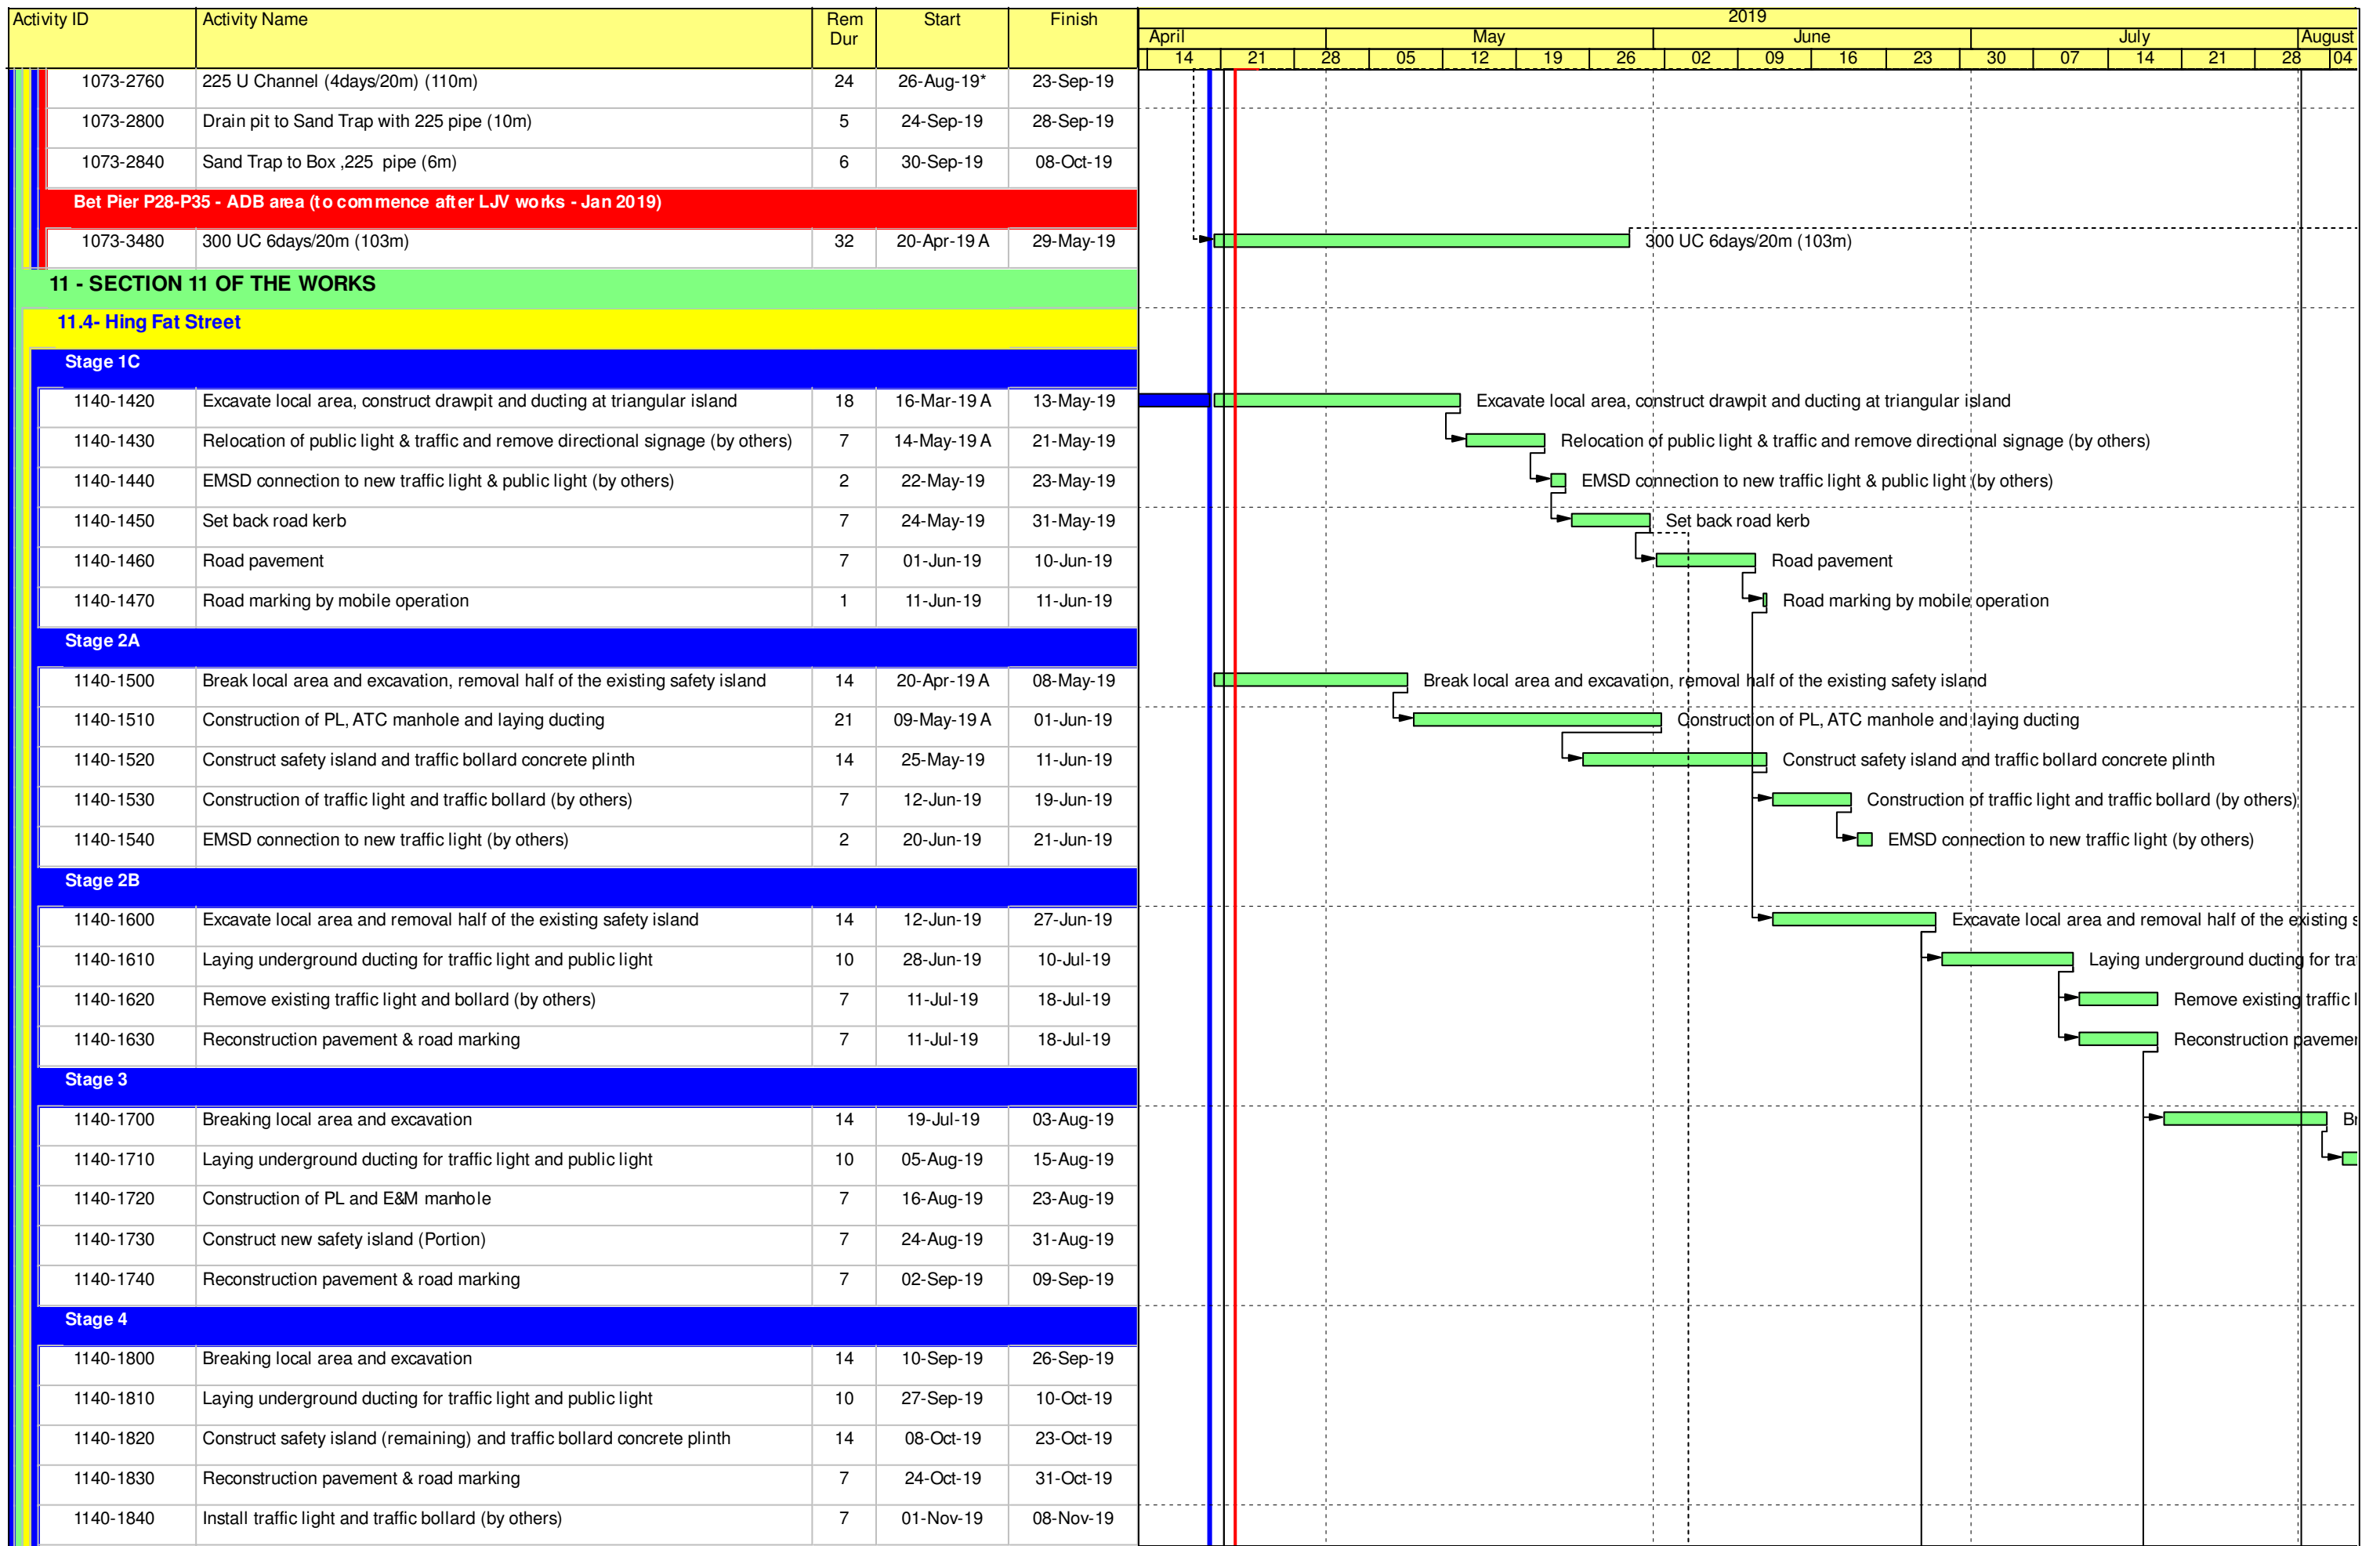 Activity ID Activity Name Rem Dur Start Finish 2019
April May June July August
14 21 28 05 12 19 26 02 09 16 23 30 07 14 21 28 04
1073-2760 225 U Channel (4days/20m) (110m) 24 26-Aug-19* 23-Sep-19
1073-2800 Drain pit to Sand Trap with 225 pipe (10m) 5 24-Sep-19 28-Sep-19
1073-2840 Sand Trap to Box ,225 pipe (6m) 6 30-Sep-19 08-Oct-19
Bet Pier P28-P35 - ADB area (to commence after LJV works - Jan 2019)
1073-3480 300 UC 6days/20m (103m) 32 20-Apr-19 A 29-May-19 300 UC 6days/20m (103m)
11 - SECTION 11 OF THE WORKS
11.4- Hing Fat Street
Stage 1C
1140-1420 Excavate local area, construct drawpit and ducting at triangular island 18 16-Mar-19 A 13-May-19 Excavate local area, construct drawpit and ducting at triangular island
1140-1430 Relocation of public light & traffic and remove directional signage (by others) 7 14-May-19 A 21-May-19 Relocation of public light & traffic and remove directional signage (by others)
1140-1440 EMSD connection to new traffic light & public light (by others) 2 22-May-19 23-May-19 EMSD connection to new traffic light & public light (by others)
1140-1450 Set back road kerb 7 24-May-19 31-May-19 Set back road kerb
1140-1460 Road pavement 7 01-Jun-19 10-Jun-19 Road pavement
1140-1470 Road marking by mobile operation 1 11-Jun-19 11-Jun-19 Road marking by mobile operation
Stage 2A
1140-1500 Break local area and excavation, removal half of the existing safety island 14 20-Apr-19 A 08-May-19 Break local area and excavation, removal half of the existing safety island
1140-1510 Construction of PL, ATC manhole and laying ducting 21 09-May-19 A 01-Jun-19 Construction of PL, ATC manhole and laying ducting
1140-1520 Construct safety island and traffic bollard concrete plinth 14 25-May-19 11-Jun-19 Construct safety island and traffic bollard concrete plinth
1140-1530 Construction of traffic light and traffic bollard (by others) 7 12-Jun-19 19-Jun-19 Construction of traffic light and traffic bollard (by others)
1140-1540 EMSD connection to new traffic light (by others) 2 20-Jun-19 21-Jun-19 EMSD connection to new traffic light (by others)
Stage 2B
1140-1600 Excavate local area and removal half of the existing safety island 14 12-Jun-19 27-Jun-19 Excavate local area and removal half of the existing s
1140-1610 Laying underground ducting for traffic light and public light 10 28-Jun-19 10-Jul-19 Laying underground ducting for tra
1140-1620 Remove existing traffic light and bollard (by others) 7 11-Jul-19 18-Jul-19 Remove existing traffic l
1140-1630 Reconstruction pavement & road marking 7 11-Jul-19 18-Jul-19 Reconstruction paveme
Stage 3
1140-1700 Breaking local area and excavation 14 19-Jul-19 03-Aug-19 Br
1140-1710 Laying underground ducting for traffic light and public light 10 05-Aug-19 15-Aug-19
1140-1720 Construction of PL and E&M manhole 7 16-Aug-19 23-Aug-19
1140-1730 Construct new safety island (Portion) 7 24-Aug-19 31-Aug-19
1140-1740 Reconstruction pavement & road marking 7 02-Sep-19 09-Sep-19
Stage 4
1140-1800 Breaking local area and excavation 14 10-Sep-19 26-Sep-19
1140-1810 Laying underground ducting for traffic light and public light 10 27-Sep-19 10-Oct-19
1140-1820 Construct safety island (remaining) and traffic bollard concrete plinth 14 08-Oct-19 23-Oct-19
1140-1830 Reconstruction pavement & road marking 7 24-Oct-19 31-Oct-19
1140-1840 Install traffic light and traffic bollard (by others) 7 01-Nov-19 08-Nov-19